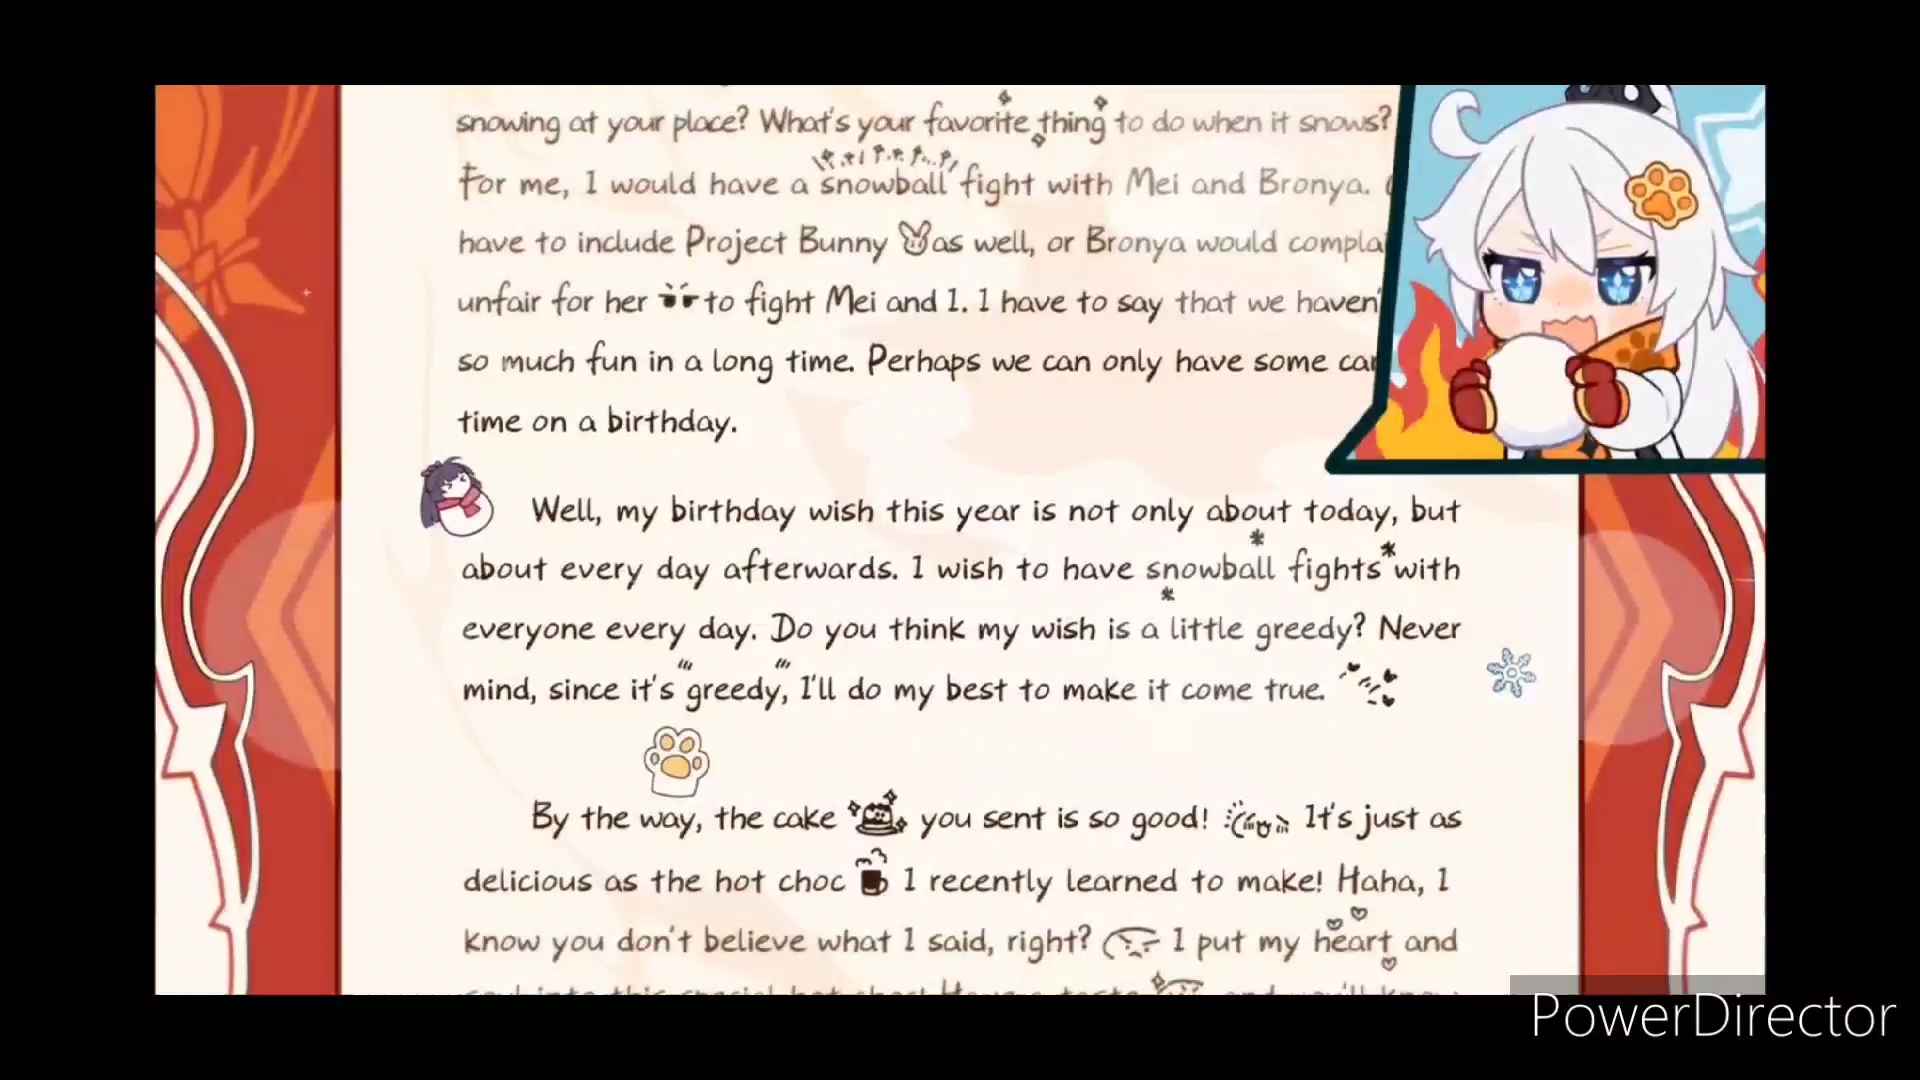 snowing at your place? What's your favorite thing to do when it snows?
For me, I would have a snowball fight with Mei and Bronya.
have to include Project Bunny as well, or Bronya would
unfair for her to fight Mei and I. I have to say that we
so much fun in a long time. Perhaps we can only have some
time on a birthday.
Well, my birthday wish this year is not only about today, but
about every day afterwards. I wish to have snowball fights with
everyone every day. Do you think my wish is a little greedy? Never
mind, since it's greedy, I'll do my best to make it come true.
By the way, the cake you sent is so good! It's just as
delicious as the hot choc I recently learned to make! Haha, I
know you don't believe what I said, right? I put my heart and
PowerDirector